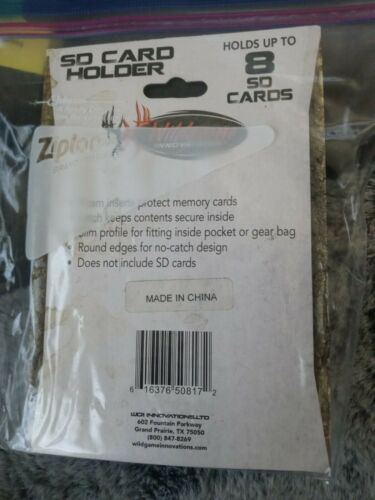 SD CARD
HOLDER
HOLDS UP TO
8
SD
CARDS
Ziploc
protect memory cards
keeps contents secure inside
slim profile for fitting inside pocket or gear bag
• Round edges for no-catch design
• Does not include SD cards
MADE IN CHINA
6 16376 50817 2
WGI INNOVATIONS,LTD
602 Fountain Parkway
Grand Prairie, TX 75050
(800) 847-8269
wildgameinnovations.com